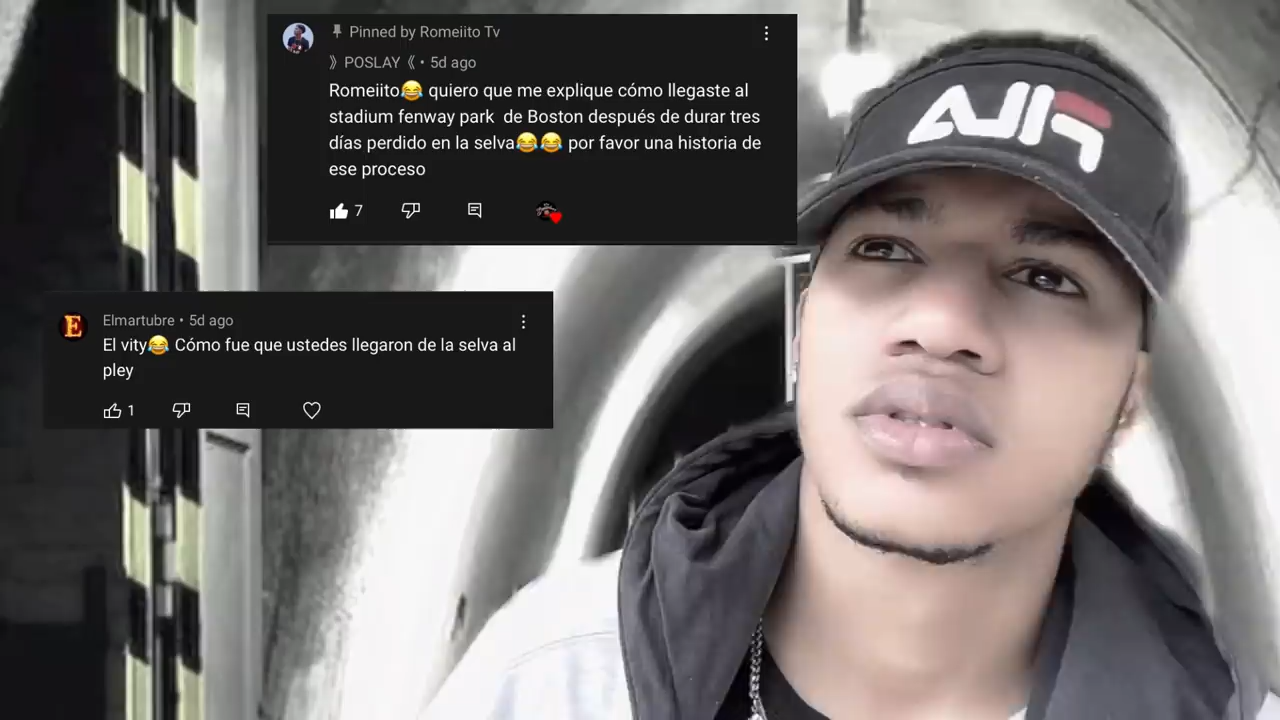 Pinned by Romeiito Tv
》POSLAY《 • 5d ago
Romeiito😂 quiero que me explique cómo llegaste al
stadium fenway park de Boston después de durar tres
días perdido en la selva😂😂 por favor una historia de
ese proceso
7
FILA
E
Elmartubre • 5d ago
El vity😂 Cómo fue que ustedes llegaron de la selva al
pley
1